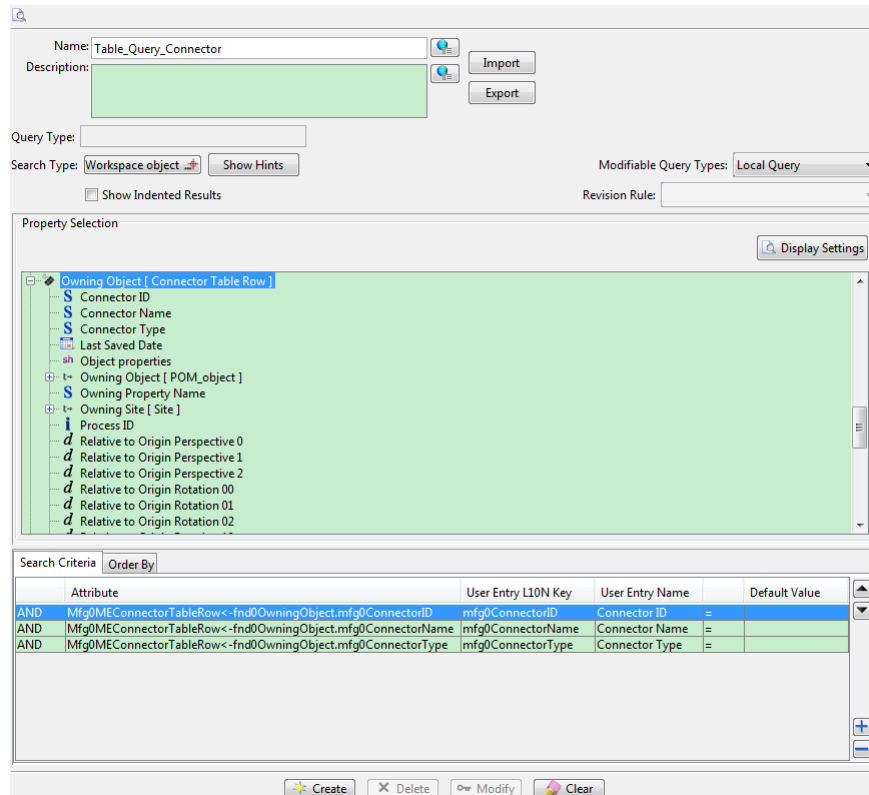 Name: Table_Query_Connector
Description:
Import
Export
Query Type:
Search Type: Workspace object Show Hints Modifiable Query Types: Local Query
Show Indented Results Revision Rule:
Property Selection
Display Settings
Owning Object [ Connector Table Row ]
S Connector ID
S Connector Name
S Connector Type
Last Saved Date
sh Object properties
Owning Object [ POM_object ]
S Owning Property Name
Owning Site [ Site ]
i Process ID
d Relative to Origin Perspective 0
d Relative to Origin Perspective 1
d Relative to Origin Perspective 2
d Relative to Origin Rotation 00
d Relative to Origin Rotation 01
d Relative to Origin Rotation 02
Search Criteria Order By
Attribute User Entry L10N Key User Entry Name Default Value
AND Mfg0MEConnectorTableRow<-fnd0OwningObject.mfg0ConnectorID mfg0ConnectorID Connector ID =
AND Mfg0MEConnectorTableRow<-fnd0OwningObject.mfg0ConnectorName mfg0ConnectorName Connector Name =
AND Mfg0MEConnectorTableRow<-fnd0OwningObject.mfg0ConnectorType mfg0ConnectorType Connector Type =
Create Delete Modify Clear